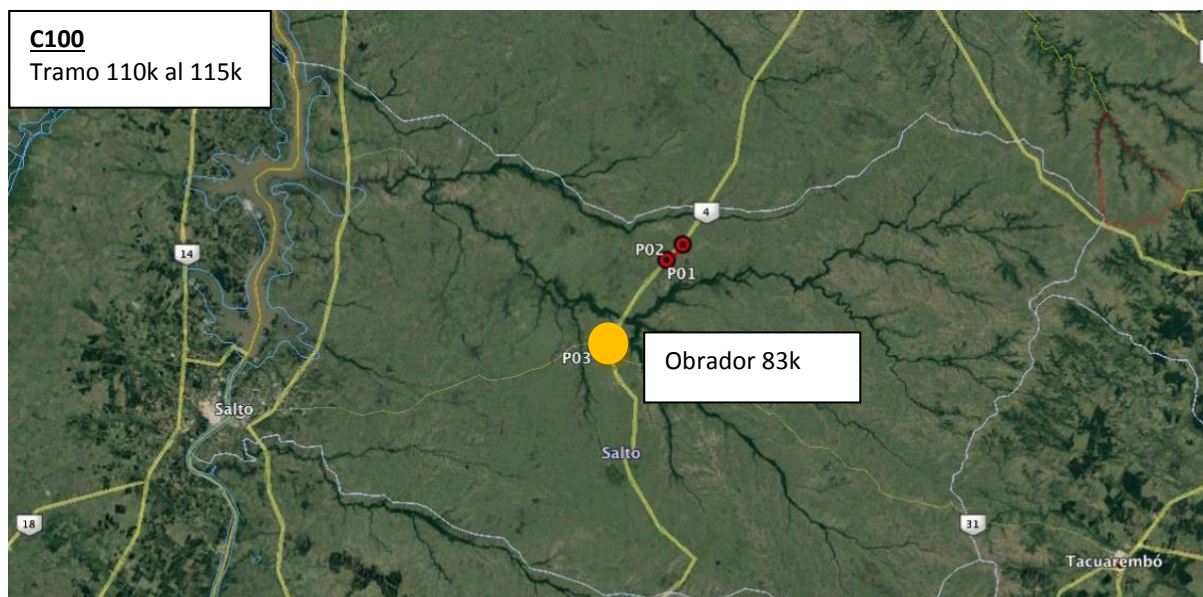 C100
Tramo 110k al 115k
4
P02
P01
14
P03
Obrador 83k
Salto
Salto
18
31
Tacuarembó